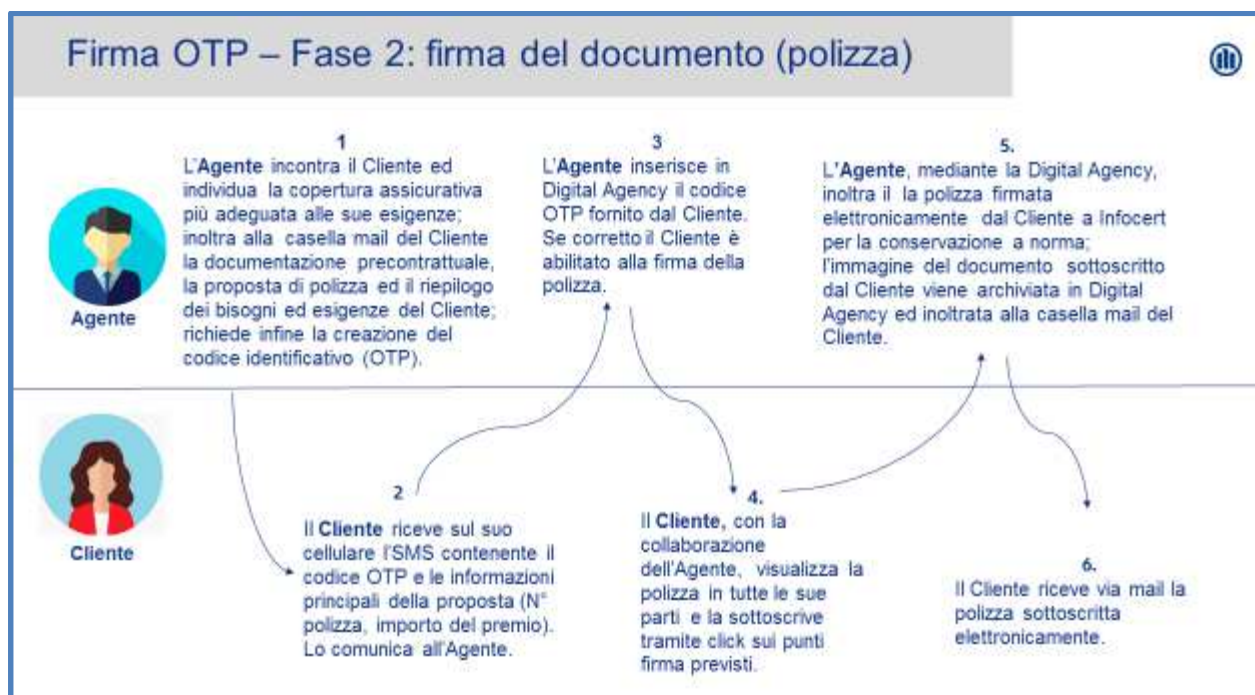 Firma OTP – Fase 2: firma del documento (polizza)
1
L'Agente incontra il Cliente ed
individua la copertura assicurativa
più adeguata alle sue esigenze;
inoltra alla casella mail del Cliente
la documentazione precontrattuale,
la proposta di polizza ed il riepilogo
dei bisogni ed esigenze del Cliente;
richiede infine la creazione del
codice identificativo (OTP).
3
L'Agente inserisce in
Digital Agency il codice
OTP fornito dal Cliente.
Se corretto il Cliente è
abilitato alla firma della
polizza.
5.
L'Agente, mediante la Digital Agency,
inoltra il la polizza firmata
elettronicamente dal Cliente a Infocert
per la conservazione a norma;
l'immagine del documento sottoscritto
dal Cliente viene archiviata in Digital
Agency ed inoltrata alla casella mail del
Cliente.
Agente
2
Il Cliente riceve sul suo
cellulare l'SMS contenente il
codice OTP e le informazioni
principali della proposta (N°
polizza, importo del premio).
Lo comunica all'Agente.
4.
Il Cliente, con la
collaborazione
dell'Agente, visualizza la
polizza in tutte le sue
parti e la sottoscrive
tramite click sui punti
firma previsti.
6.
Il Cliente riceve via mail la
polizza sottoscritta
elettronicamente.
Cliente